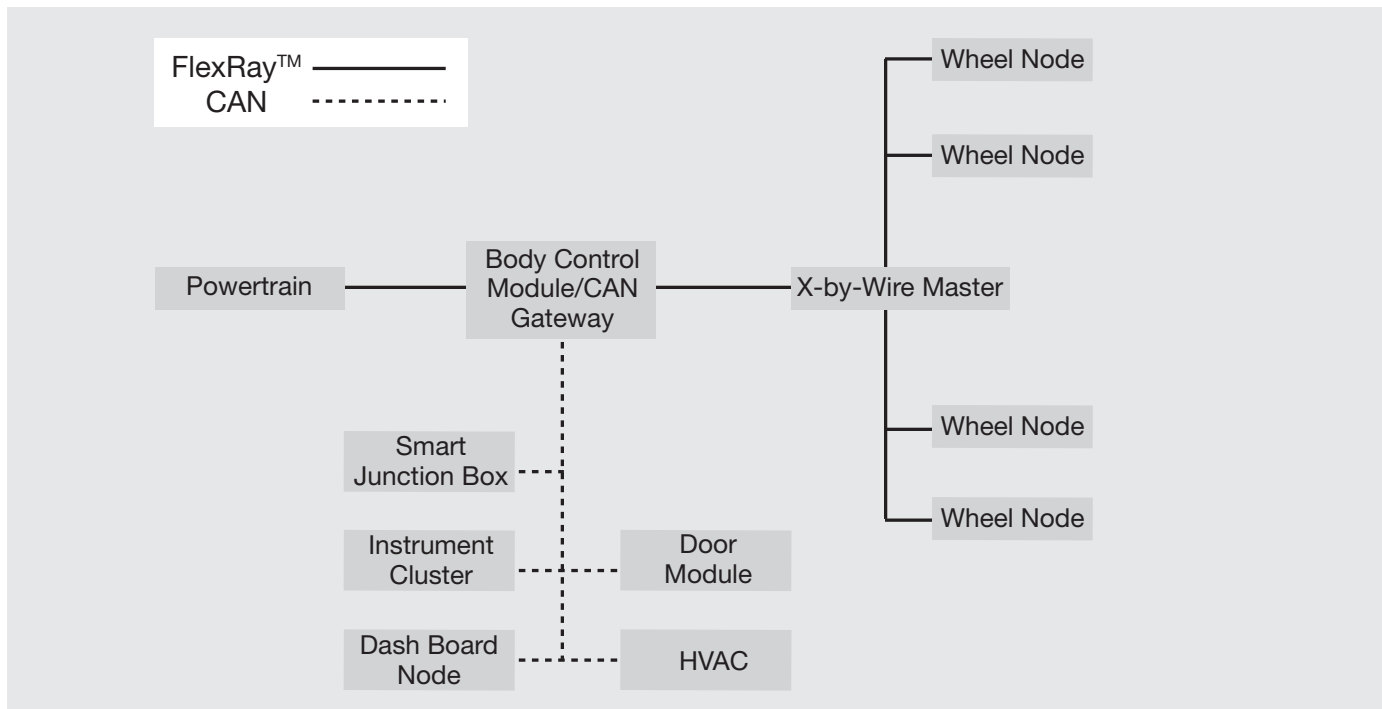 FlexRay™
CAN
Wheel Node
Wheel Node
Powertrain
Body Control
Module/CAN
Gateway
X-by-Wire Master
Wheel Node
Wheel Node
Smart
Junction Box
Instrument
Cluster
Door
Module
Dash Board
Node
HVAC